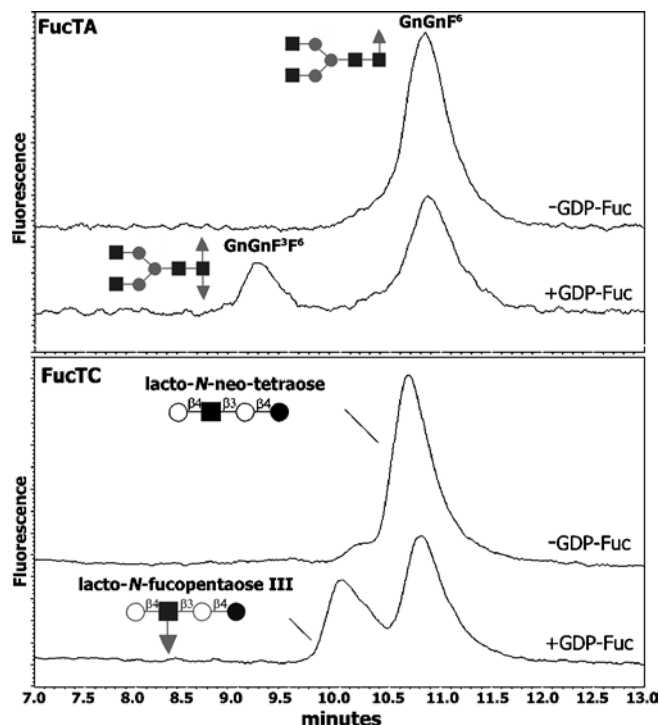 FucTA
GnGnF⁶
Fluorescence
-GDP-Fuc
GnGnF³F⁶
+GDP-Fuc
FucTC
lacto-N-neo-tetraose
β4 β3 β4
Fluorescence
-GDP-Fuc
lacto-N-fucopentaose III
β4 β3 β4
+GDP-Fuc
7.0 8.0 8.5 9.0 9.5 10.0 10.5 11.0 11.5 12.0 12.5 13.0
minutes